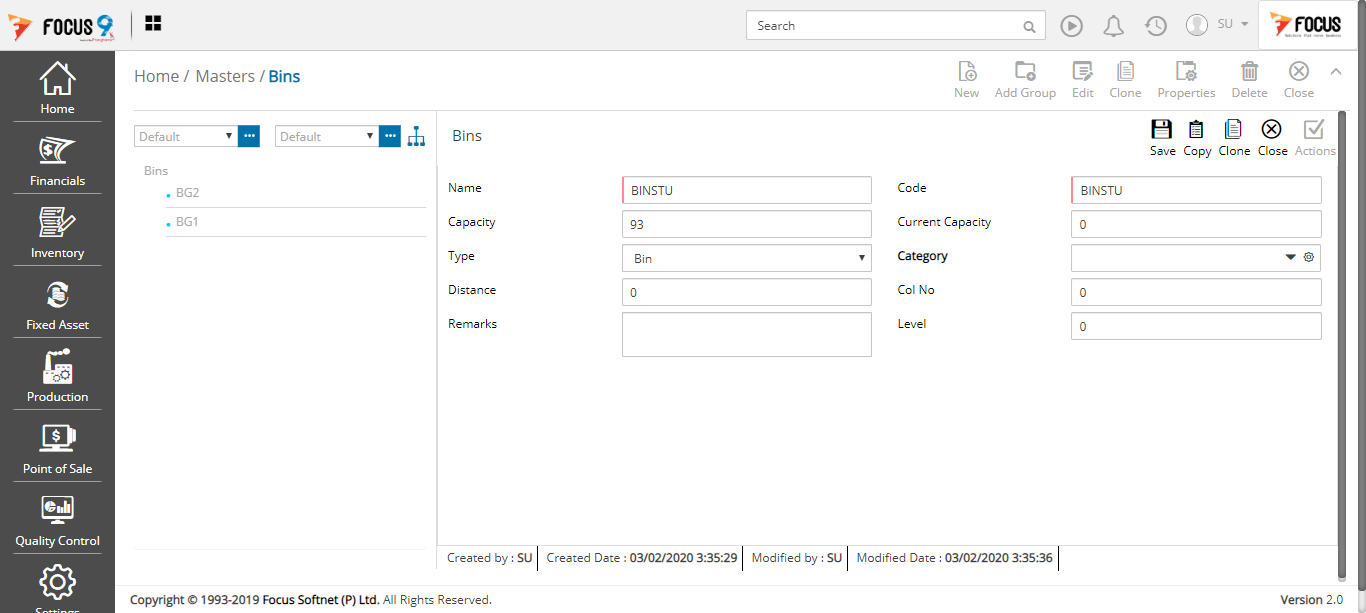 FOCUS 9
Search
SU
FOCUS
Home
Financials
Inventory
Fixed Asset
Production
Point of Sale
Quality Control
Settings
Home / Masters / Bins
New Add Group Edit Clone Properties Delete Close
Default Default
Bins
BG2
BG1
Bins
Save Copy Clone Close Actions
Name BINSTU Code BINSTU
Capacity 93 Current Capacity 0
Type Bin Category
Distance 0 Col No 0
Remarks Level 0
Created by : SU Created Date : 03/02/2020 3:35:29 Modified by : SU Modified Date : 03/02/2020 3:35:36
Copyright © 1993-2019 Focus Softnet (P) Ltd. All Rights Reserved. Version 2.0